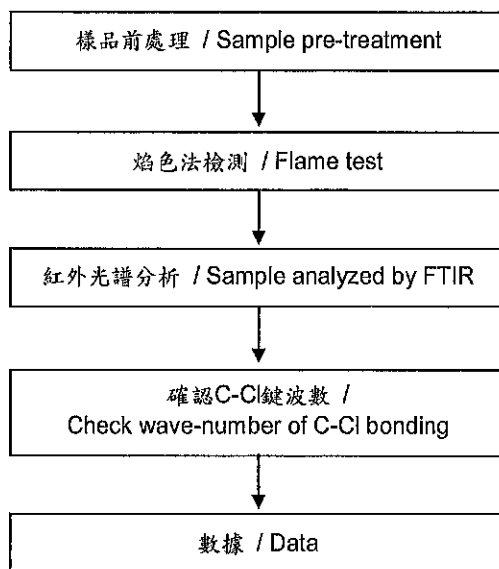 樣品前處理 / Sample pre-treatment
焰色法檢測 / Flame test
紅外光譜分析 / Sample analyzed by FTIR
確認C-Cl鍵波數 /
Check wave-number of C-Cl bonding
數據 / Data